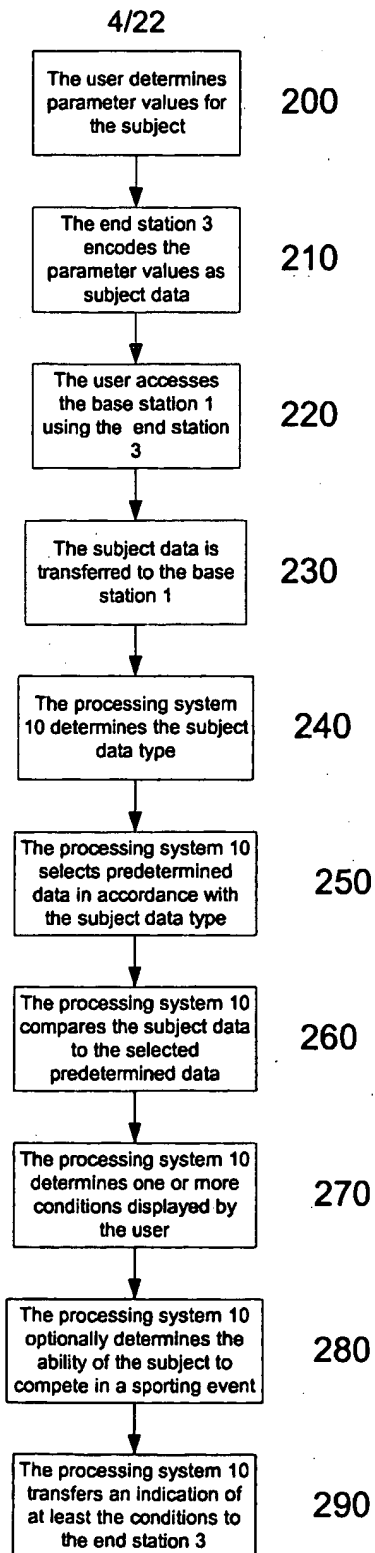 4/22
The user determines
parameter values for
the subject
200
The end station 3
encodes the
parameter values as
subject data
210
The user accesses
the base station 1
using the end station
3
220
The subject data is
transferred to the base
station 1
230
The processing system
10 determines the subject
data type
240
The processing system 10
selects predetermined
data in accordance with
the subject data type
250
The processing system 10
compares the subject data
to the selected
predetermined data
260
The processing system 10
determines one or more
conditions displayed by
the user
270
The processing system 10
optionally determines the
ability of the subject to
compete in a sporting event
280
The processing system 10
transfers an indication of
at least the conditions to
the end station 3
290